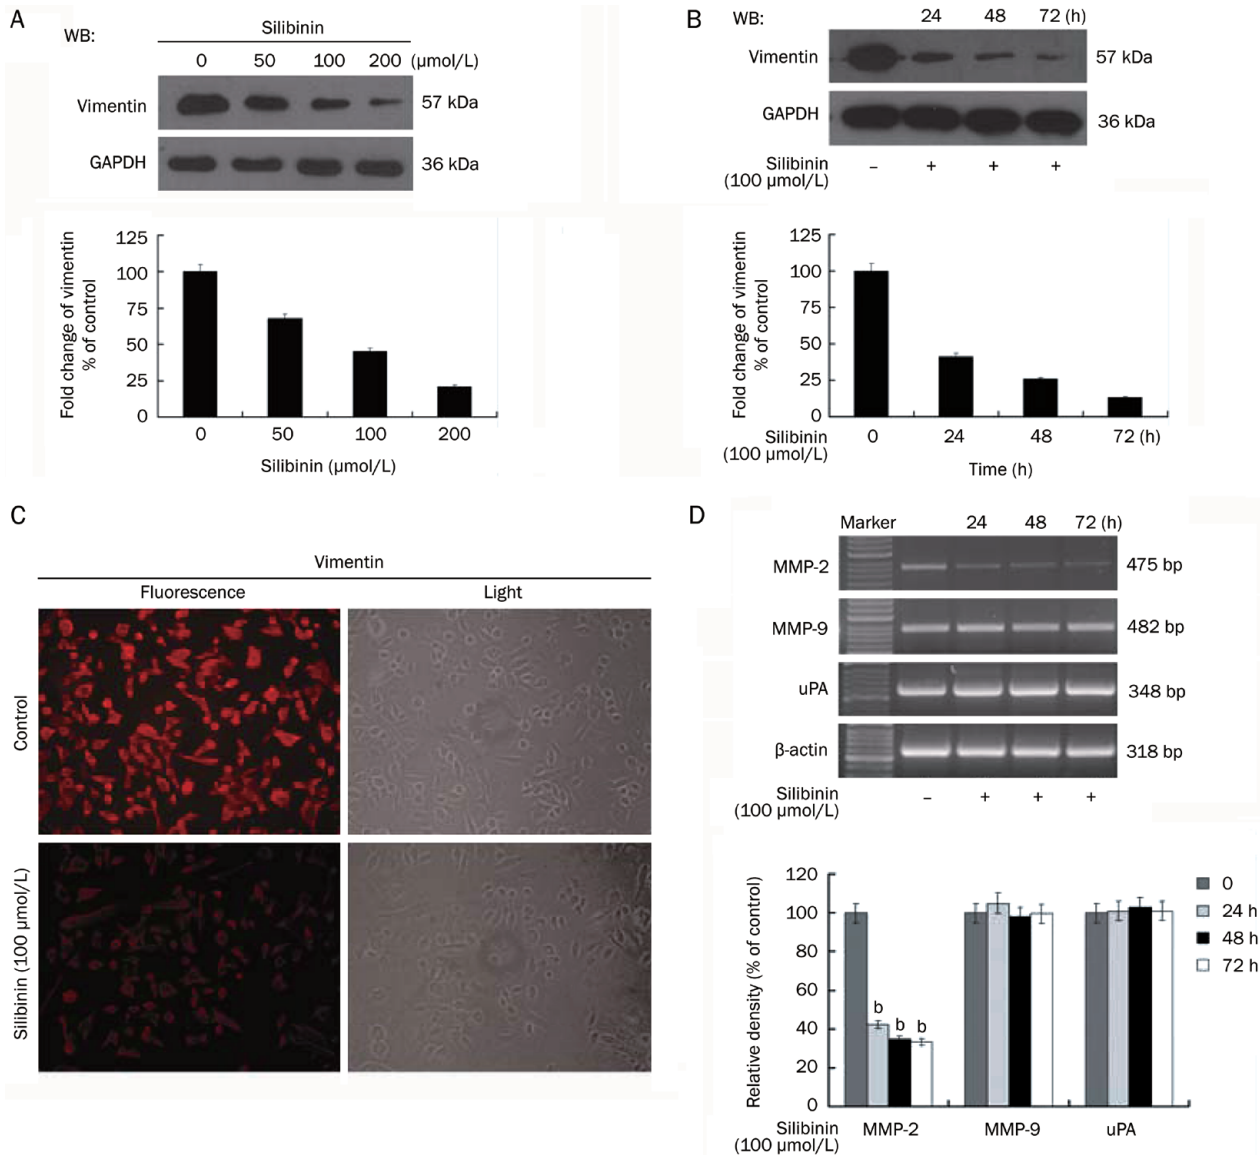 A
WB:
Silibinin
0 50 100 200 (µmol/L)
Vimentin
57 kDa
GAPDH
36 kDa
Fold change of vimentin
% of control
125
100
75
50
25
0
0 50 100 200
Silibinin (µmol/L)
B
WB:
24 48 72 (h)
Vimentin
57 kDa
GAPDH
36 kDa
Silibinin
(100 µmol/L)
– + + +
Fold change of vimentin
% of control
125
100
75
50
25
0
Silibinin
(100 µmol/L)
0 24 48 72 (h)
Time (h)
C
Vimentin
Fluorescence Light
Control
Silibinin (100 µmol/L)
D
Marker 24 48 72 (h)
MMP-2
475 bp
MMP-9
482 bp
uPA
348 bp
β-actin
318 bp
Silibinin
(100 µmol/L)
– + + +
Relative density (% of control)
120
100
80
60
40
20
0
b b b
0
24 h
48 h
72 h
Silibinin
(100 µmol/L)
MMP-2 MMP-9 uPA